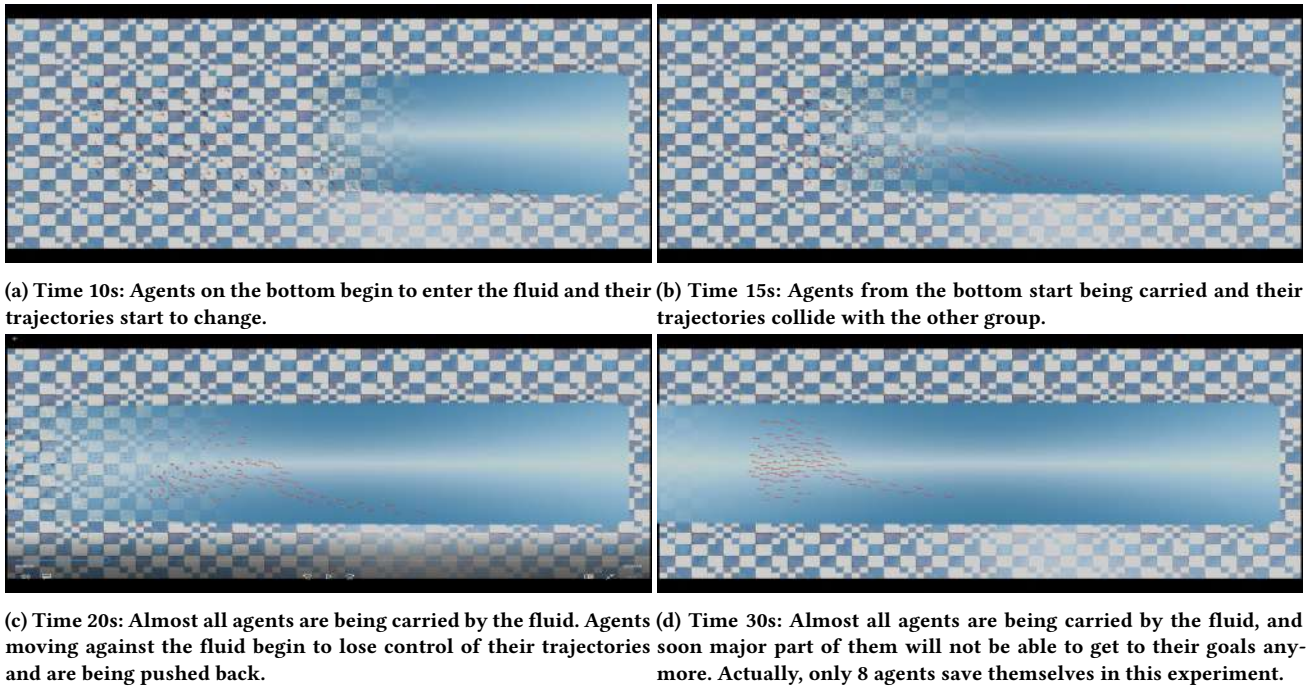 (a) Time 10s: Agents on the bottom begin to enter the fluid and their
trajectories start to change.
(b) Time 15s: Agents from the bottom start being carried and their
trajectories collide with the other group.
(c) Time 20s: Almost all agents are being carried by the fluid. Agents
moving against the fluid begin to lose control of their trajectories
and are being pushed back.
(d) Time 30s: Almost all agents are being carried by the fluid, and
soon major part of them will not be able to get to their goals any-
more. Actually, only 8 agents save themselves in this experiment.